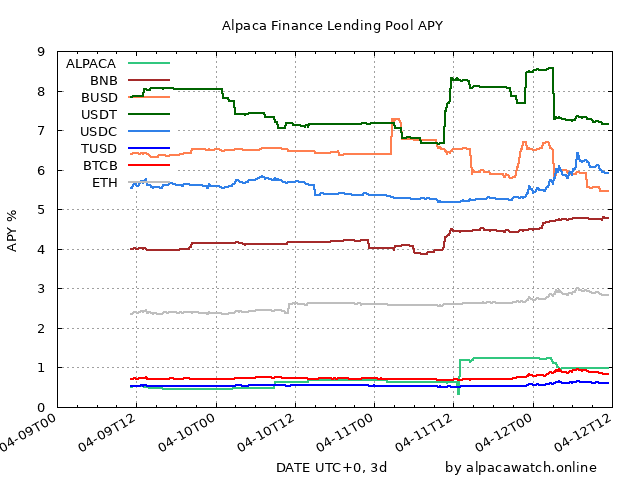 Alpaca Finance Lending Pool APY
9
8
7
6
5
4
3
2
1
0
APY %
ALPACA
BNB
BUSD
USDT
USDC
TUSD
BTCB
ETH
04-09T00
04-09T12
04-10T00
04-10T12
04-11T00
04-11T12
04-12T00
04-12T12
DATE UTC+0, 3d
by alpacawatch.online